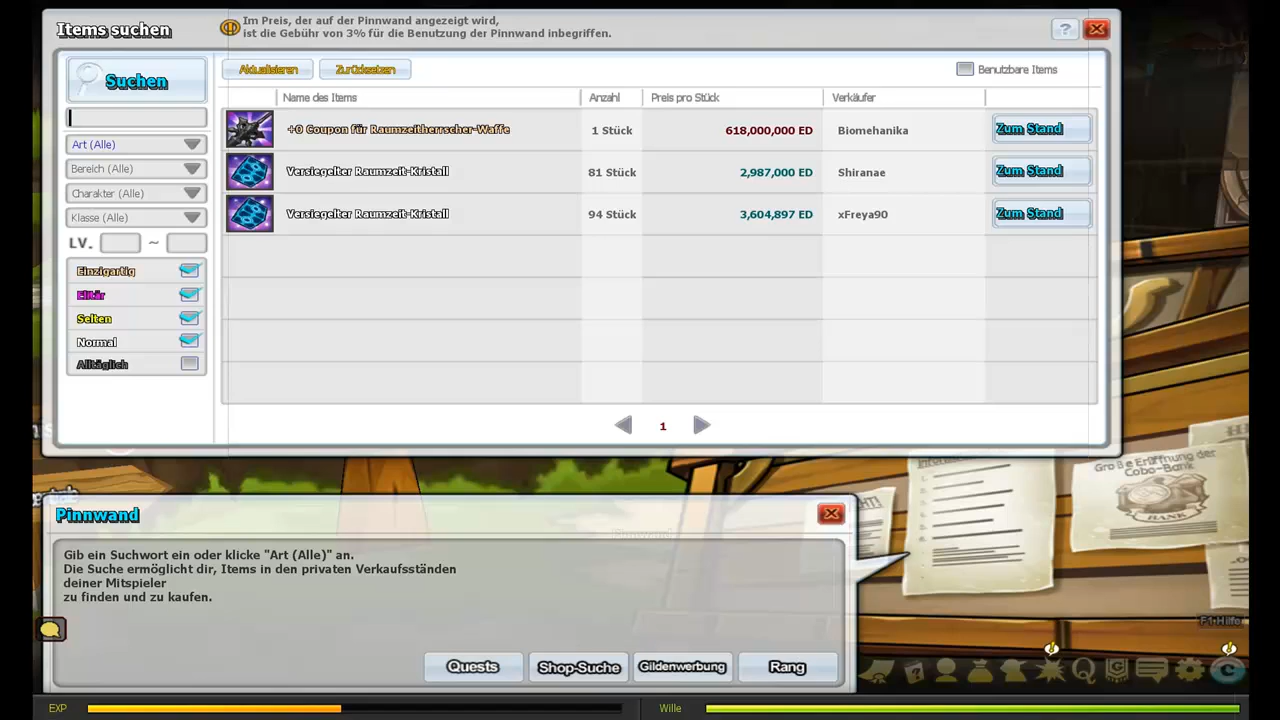 Items suchen
Im Preis, der auf der Pinnwand angezeigt wird,
ist die Gebühr von 3% für die Benutzung der Pinnwand inbegriffen.
?
Suchen
Aktualisieren
Zurücksetzen
Benutzbare Items
Name des Items
Anzahl
Preis pro Stück
Verkäufer
+0 Coupon für Raumzeitherrscher-Waffe
1 Stück
618,000,000 ED
Biomehanika
Zum Stand
Versiegelter Raumzeit-Kristall
81 Stück
2,987,000 ED
Shiranae
Zum Stand
Versiegelter Raumzeit-Kristall
94 Stück
3,604,897 ED
xFreya90
Zum Stand
Art (Alle)
Bereich (Alle)
Charakter (Alle)
Klasse (Alle)
LV. ~
Einzigartig
Elitär
Selten
Normal
Alltäglich
1
Große Eröffnung der
Cobo-Bank
BANK
Pinnwand
Gib ein Suchwort ein oder klicke "Art (Alle)" an.
Die Suche ermöglicht dir, Items in den privaten Verkaufsständen
deiner Mitspieler
zu finden und zu kaufen.
Quests
Shop-Suche
Gildenwerbung
Rang
F1 Hilfe
EXP
Wille